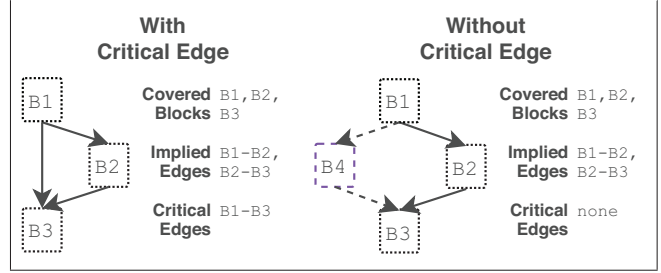 With
Critical Edge
B1
Covered B1,B2,
Blocks B3
B2
Implied B1-B2,
Edges B2-B3
B3
Critical B1-B3
Edges
Without
Critical Edge
B1
Covered B1,B2,
Blocks B3
B4
B2
Implied B1-B2,
Edges B2-B3
B3
Critical none
Edges